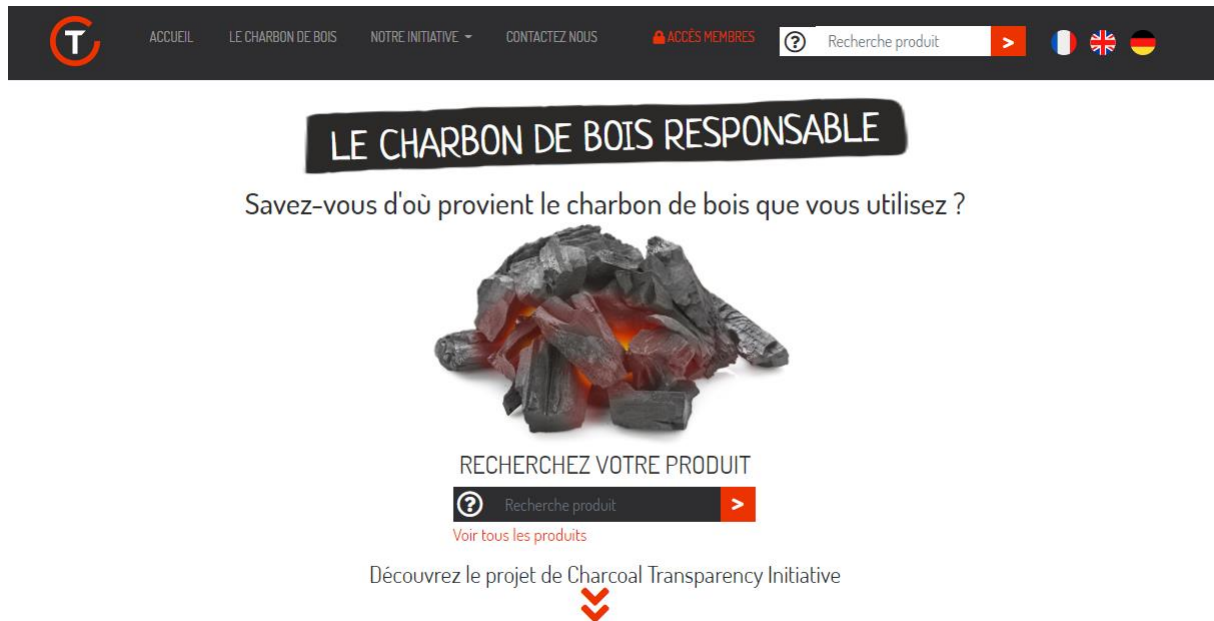 T
ACCUEIL LE CHARBON DE BOIS NOTRE INITIATIVE CONTACTEZ NOUS ACCÈS MEMBRES ? Recherche produit >
LE CHARBON DE BOIS RESPONSABLE
Savez-vous d'où provient le charbon de bois que vous utilisez ?
RECHERCHEZ VOTRE PRODUIT
? Recherche produit >
Voir tous les produits
Découvrez le projet de Charcoal Transparency Initiative